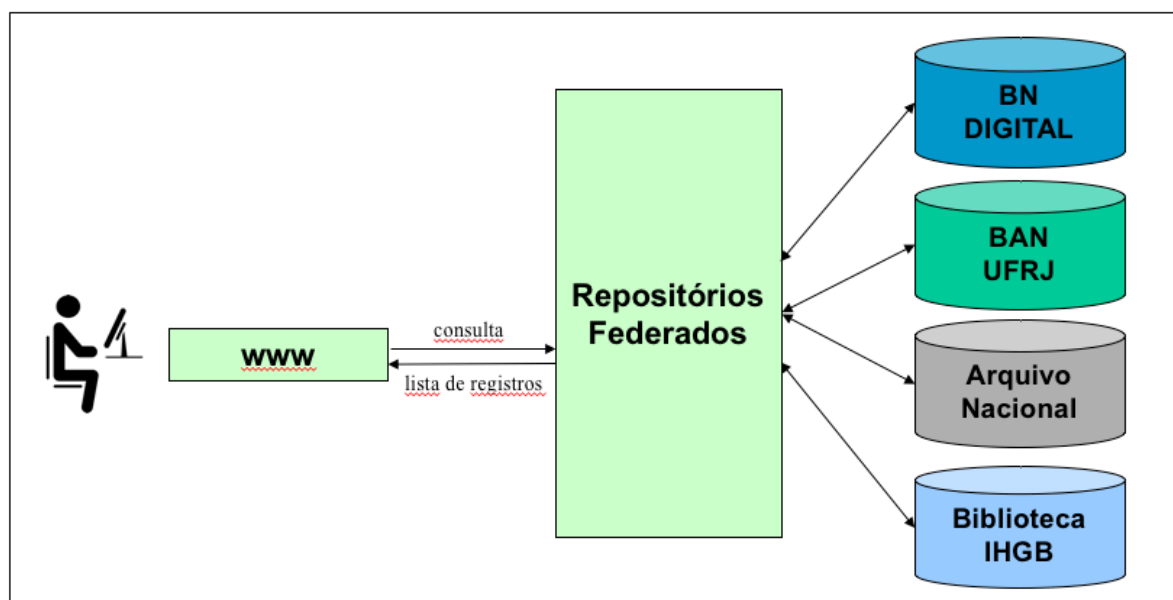 www
consulta
lista de registros
Repositórios
Federados
BN
DIGITAL
BAN
UFRJ
Arquivo
Nacional
Biblioteca
IHGB